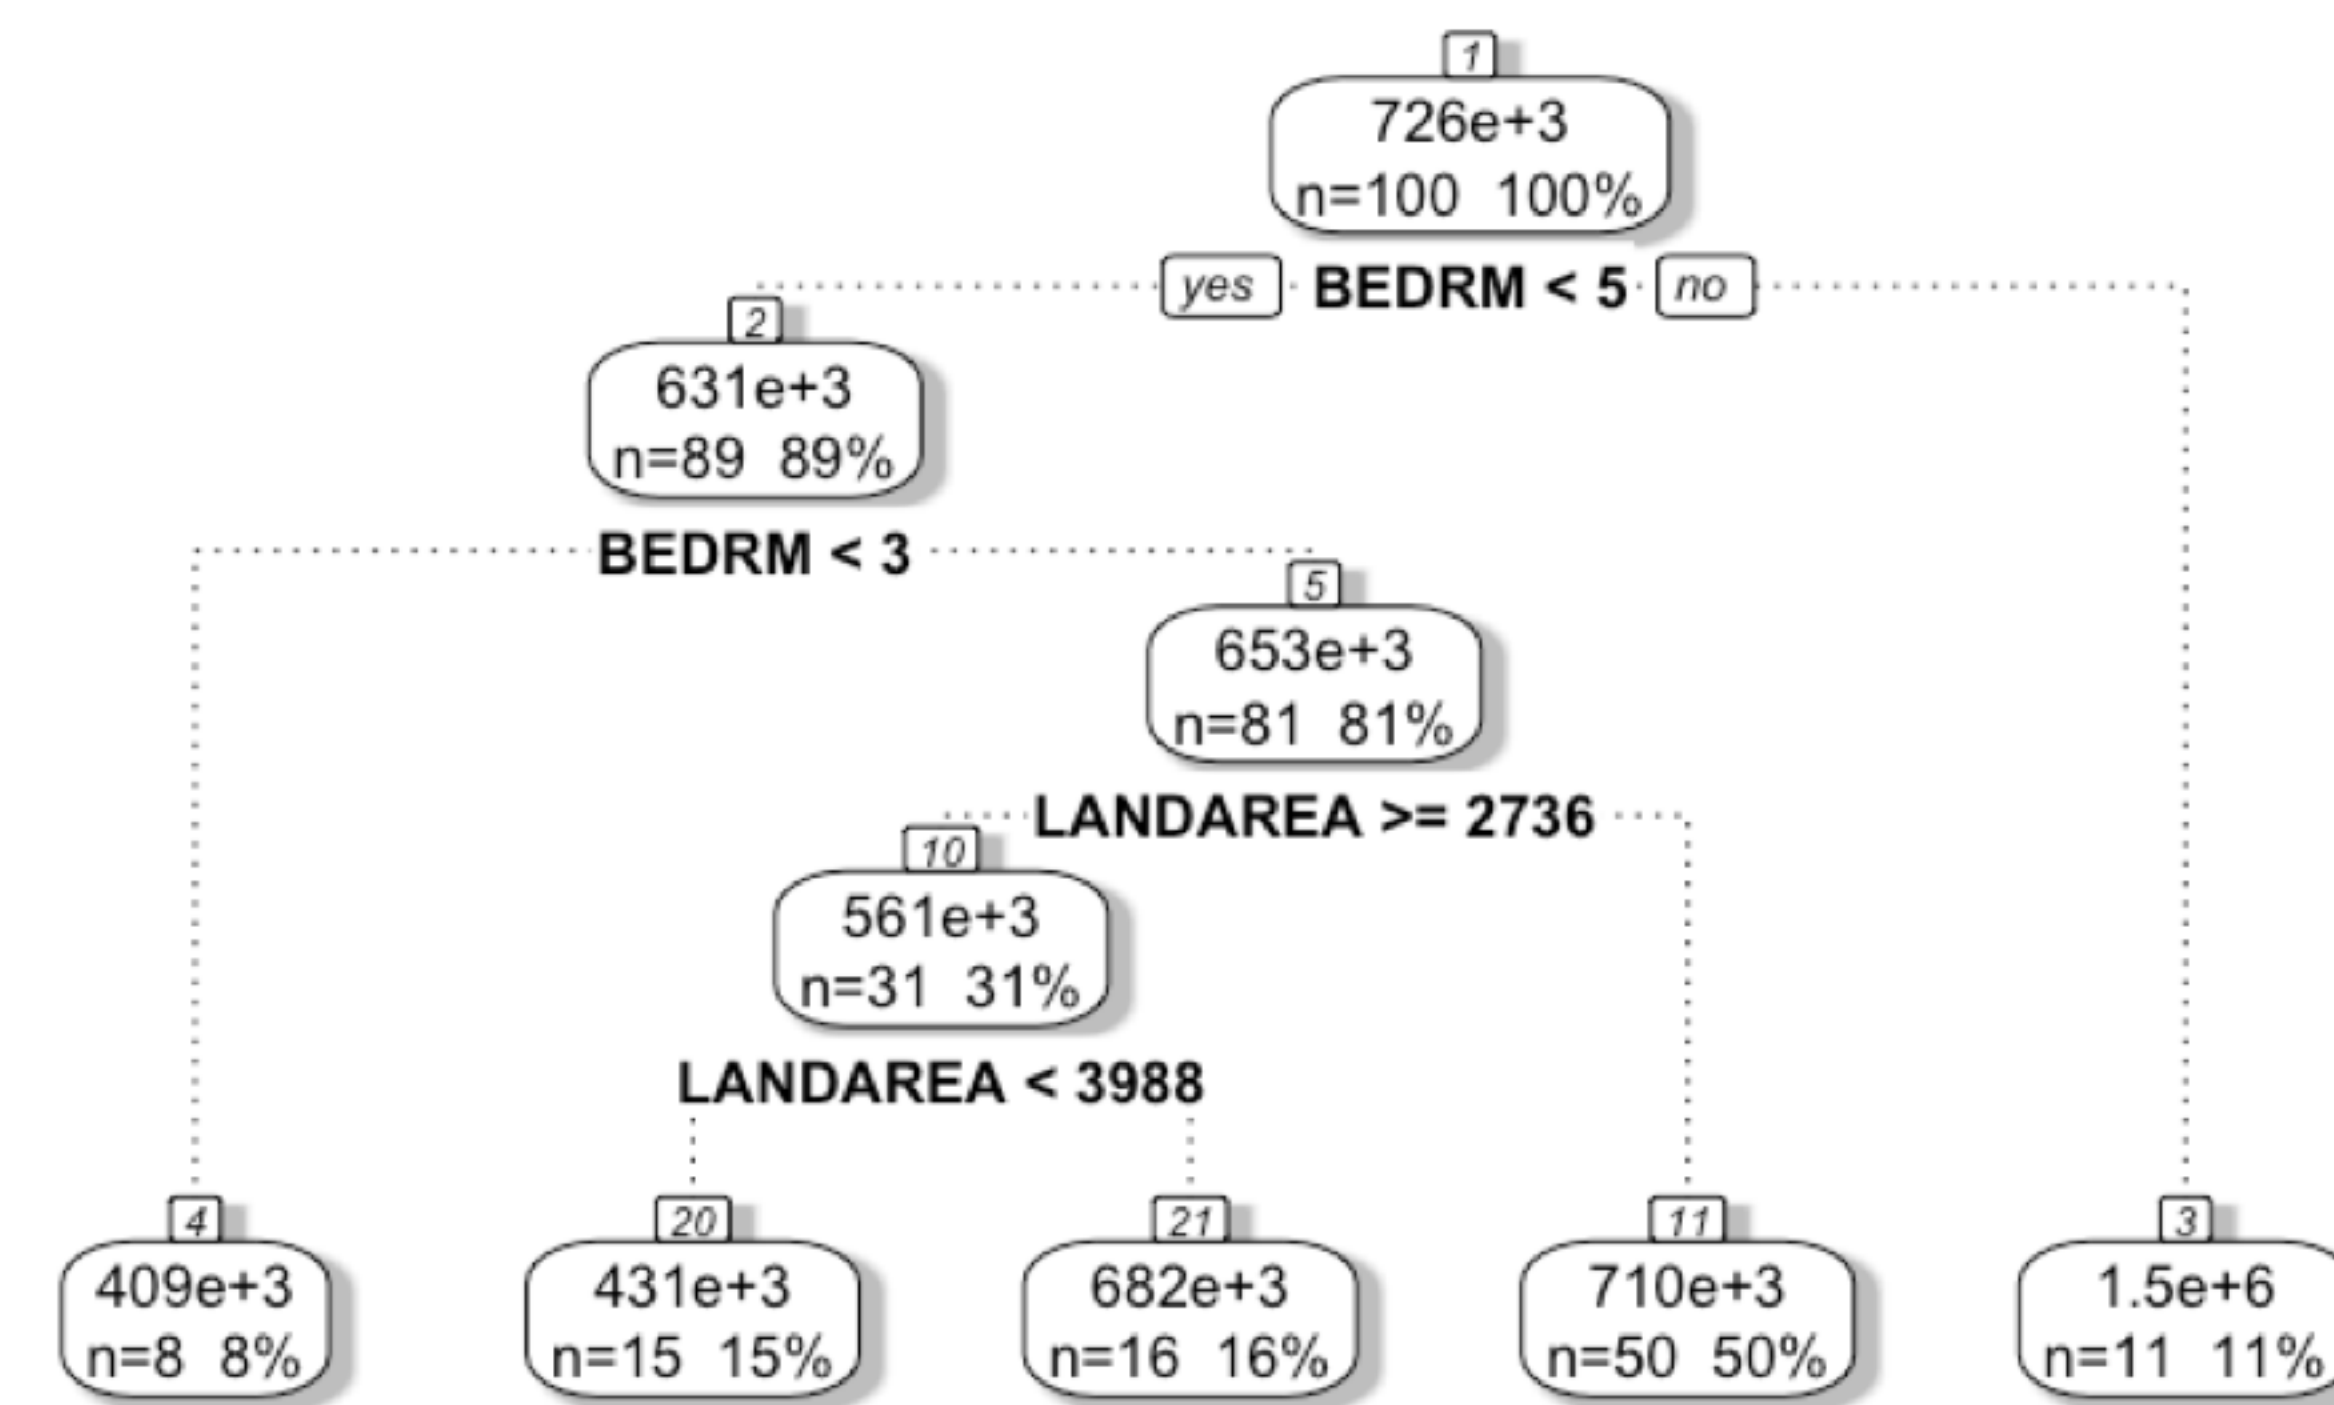 1
726e+3
n=100 100%
yes BEDRM < 5 no
2
631e+3
n=89 89%
BEDRM < 3
5
653e+3
n=81 81%
LANDAREA >= 2736
10
561e+3
n=31 31%
LANDAREA < 3988
4
409e+3
n=8 8%
20
431e+3
n=15 15%
21
682e+3
n=16 16%
11
710e+3
n=50 50%
3
1.5e+6
n=11 11%